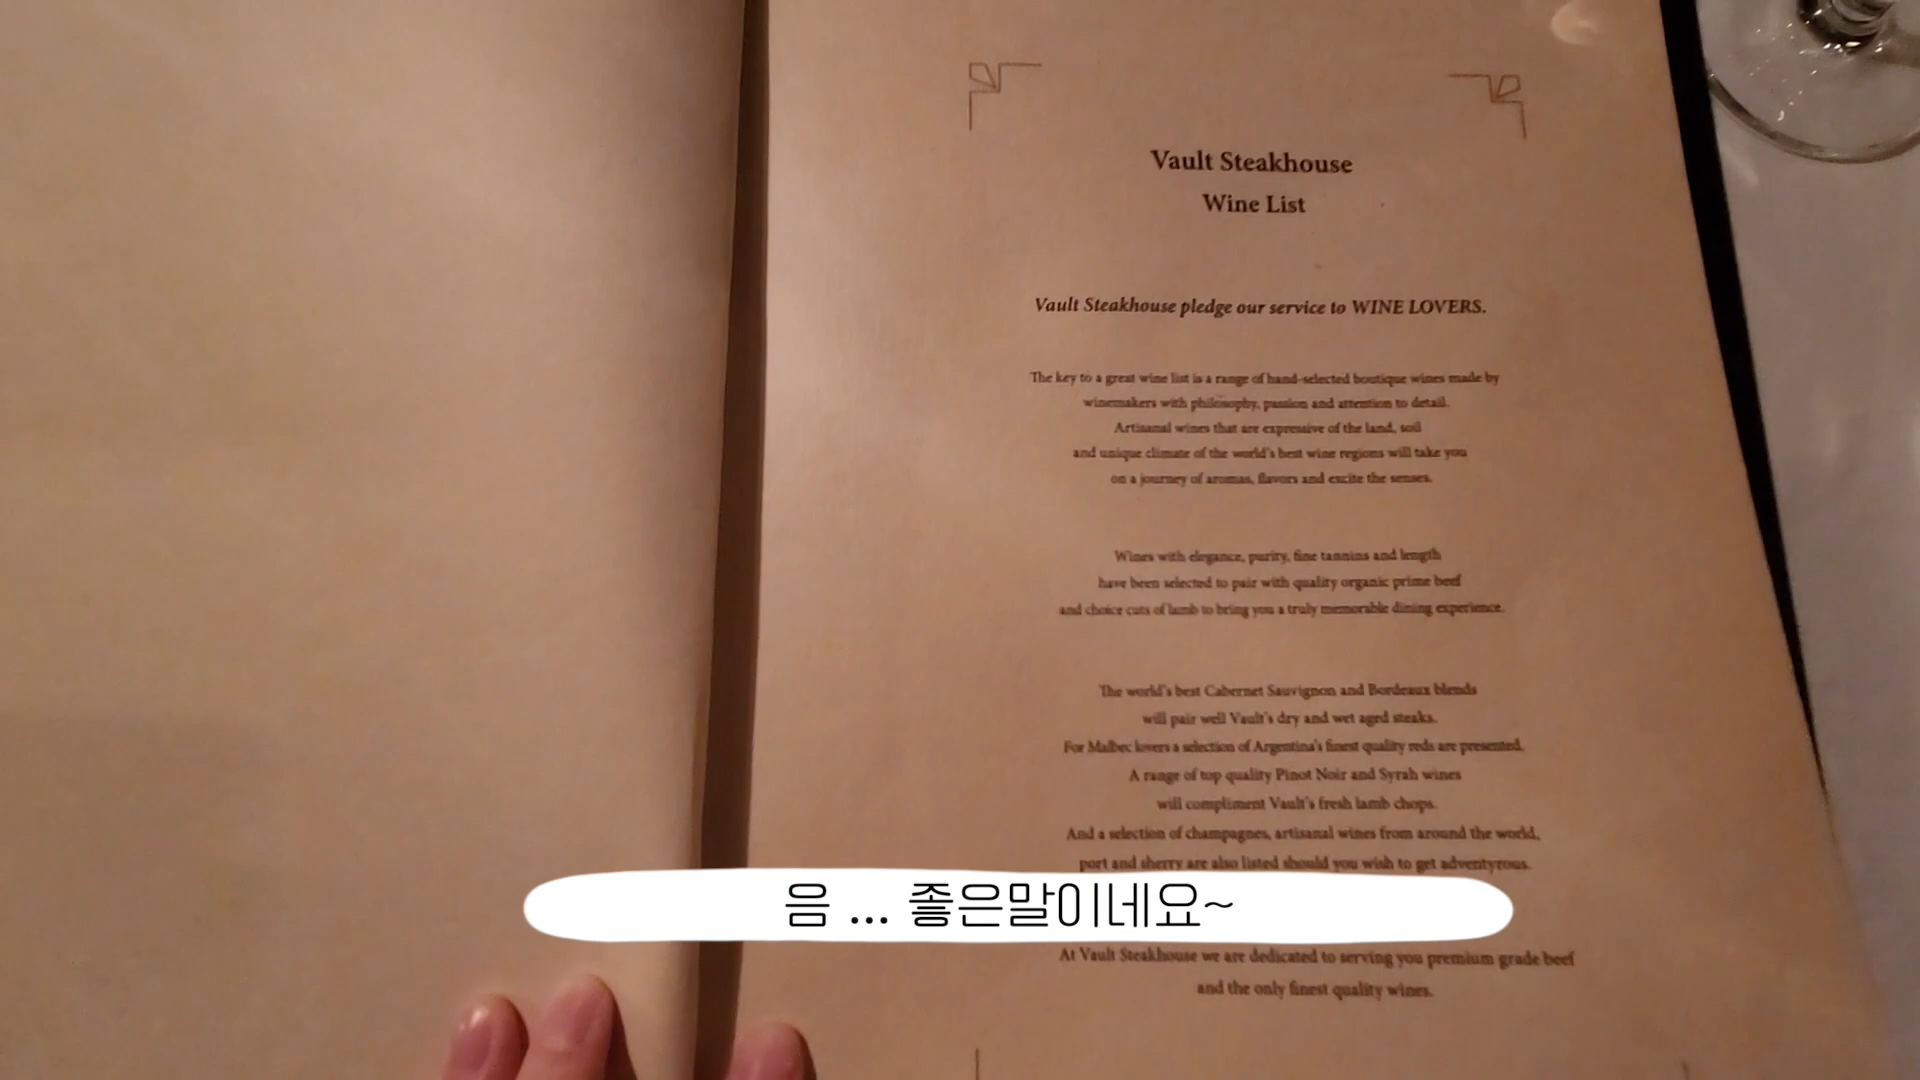 Vault Steakhouse
Wine List
Vault Steakhouse pledge our service to WINE LOVERS.
The key to a great wine list is a range of hand-selected boutique wines made by
winemakers with philosophy, passion and attention to detail.
Artisanal wines that are expressive of the land, soil
and unique climate of the world's best wine regions will take you
on a journey of aromas, flavors and excite the senses.
Wines with elegance, purity, fine tannins and length
have been selected to pair with quality organic prime beef
and choice cuts of lamb to bring you a truly memorable dining experience.
The world's best Cabernet Sauvignon and Bordeaux blends
will pair well Vault's dry and wet aged steaks.
For Malbec lovers a selection of Argentina's finest quality reds are presented.
A range of top quality Pinot Noir and Syrah wines
will compliment Vault's fresh lamb chops.
And a selection of champagnes, artisanal wines from around the world,
port and sherry are also listed should you wish to get adventyrous.
음 ... 좋은말이네요~
At Vault Steakhouse we are dedicated to serving you premium grade beef
and the only finest quality wines.